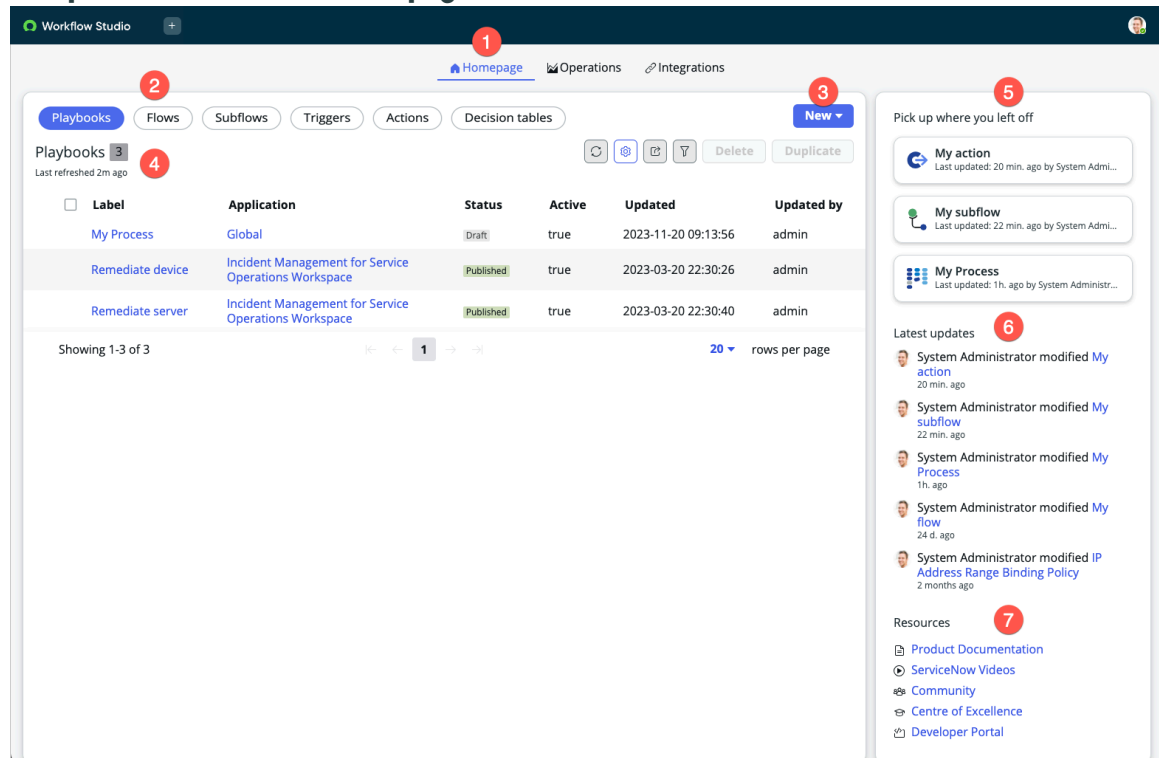 Workflow Studio +
1
Homepage Operations Integrations
2
3
5
Playbooks Flows Subflows Triggers Actions Decision tables New
Playbooks 3
4
Last refreshed 2m ago
Delete Duplicate
Label Application Status Active Updated Updated by
My Process Global Draft true 2023-11-20 09:13:56 admin
Remediate device Incident Management for Service
Operations Workspace Published true 2023-03-20 22:30:26 admin
Remediate server Incident Management for Service
Operations Workspace Published true 2023-03-20 22:30:40 admin
Showing 1-3 of 3 1 20 rows per page
Pick up where you left off
My action
Last updated: 20 min. ago by System Admi...
My subflow
Last updated: 22 min. ago by System Admi...
My Process
Last updated: 1h. ago by System Administr...
Latest updates 6
System Administrator modified My
action
20 min. ago
System Administrator modified My
subflow
22 min. ago
System Administrator modified My
Process
1h. ago
System Administrator modified My
flow
24 d. ago
System Administrator modified IP
Address Range Binding Policy
2 months ago
Resources 7
Product Documentation
ServiceNow Videos
Community
Centre of Excellence
Developer Portal